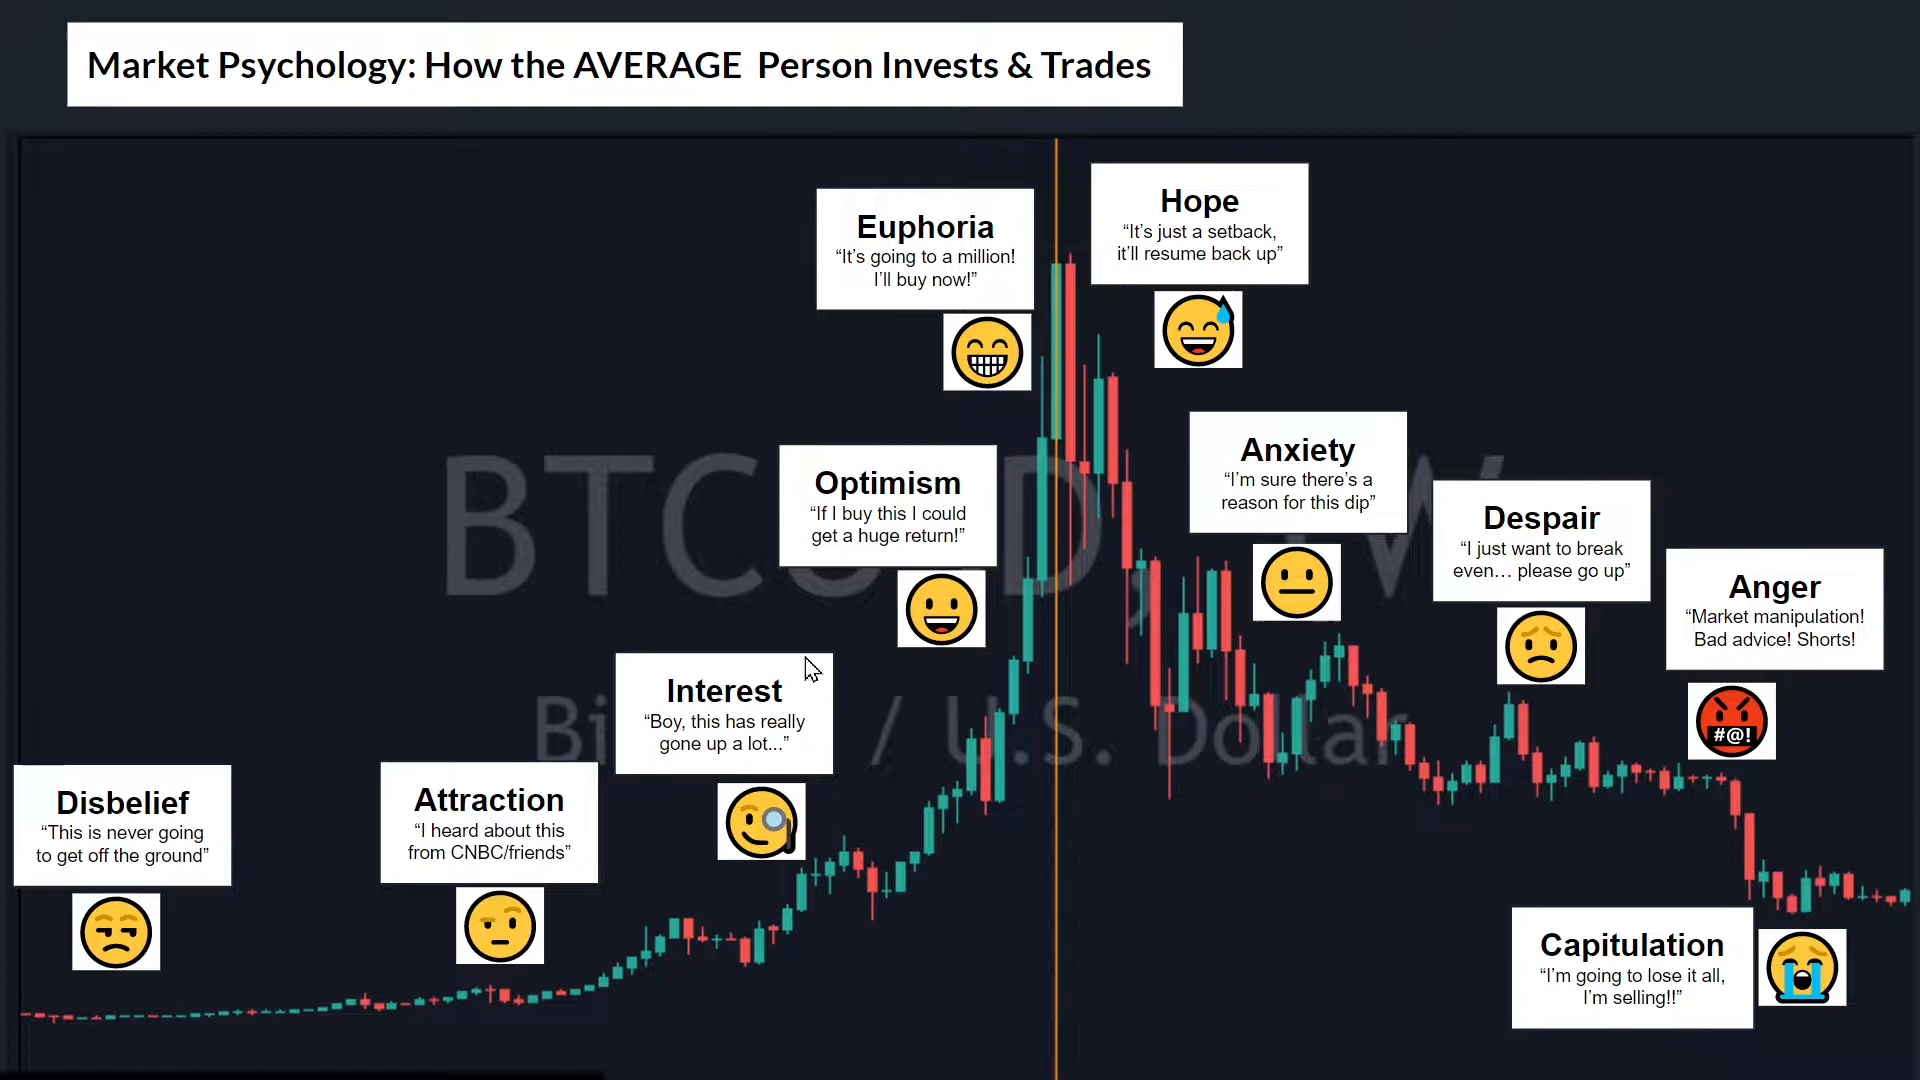 Market Psychology: How the AVERAGE Person Invests & Trades
Hope
“It’s just a setback,
it’ll resume back up”
Euphoria
“It’s going to a million!
I’ll buy now!”
Anxiety
“I’m sure there’s a
reason for this dip”
Optimism
“If I buy this I could
get a huge return!”
Despair
“I just want to break
even… please go up”
Anger
“Market manipulation!
Bad advice! Shorts!
#@!
Interest
“Boy, this has really
gone up a lot...”
Disbelief
“This is never going
to get off the ground”
Attraction
“I heard about this
from CNBC/friends”
Capitulation
“I’m going to lose it all,
I’m selling!!”
/ U.S. Dollar